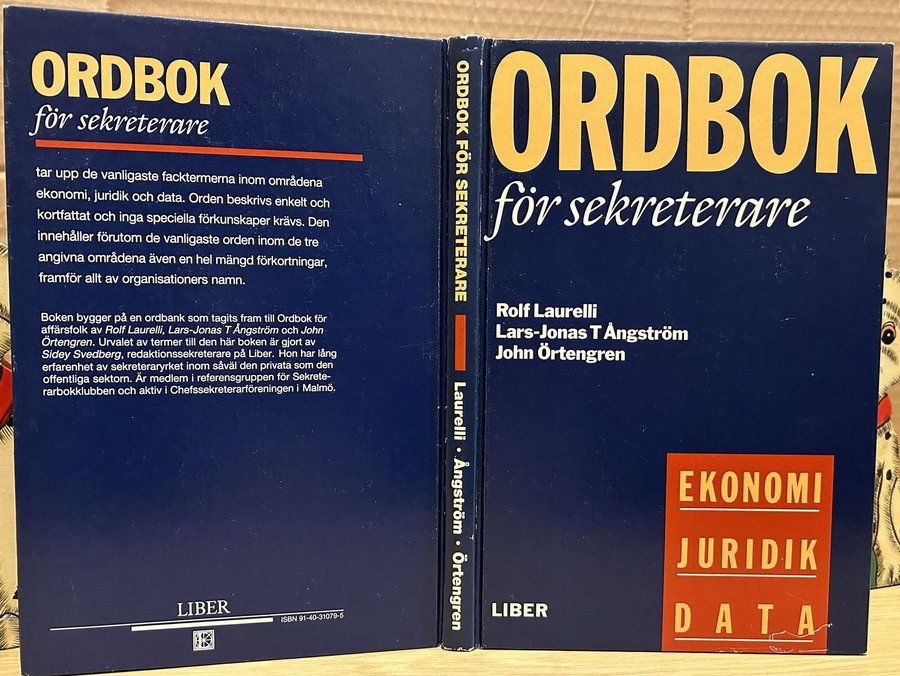 ORDBOK
för sekreterare
tar upp de vanligaste facktermerna inom områdena
ekonomi, juridik och data. Orden beskrivs enkelt och
kortfattat och inga speciella förkunskaper krävs. Den
innehåller förutom de vanligaste orden inom de tre
angivna områdena även en hel mängd förkortningar,
framför allt av organisationers namn.
Boken bygger på en ordbank som tagits fram till Ordbok för
affärsfolk av Rolf Laurelli, Lars-Jonas T Ångström och John
Örtengren. Urvalet av termer till den här boken är gjort av
Sidey Svedberg, redaktionssekreterare på Liber. Hon har lång
erfarenhet av sekreteraryrket inom såväl den privata som den
offentliga sektorn. Är medlem i referensgruppen för Sekrete-
rarbokklubben och aktiv i Chefssekreterarföreningen i Malmö.
LIBER
ISBN 91-40-31079-5
ORDBOK FÖR SEKRETERARE
Laurelli · Ångström · Örtengren
ORDBOK
för sekreterare
Rolf Laurelli
Lars-Jonas T Ångström
John Örtengren
EKONOMI
JURIDIK
DATA
LIBER